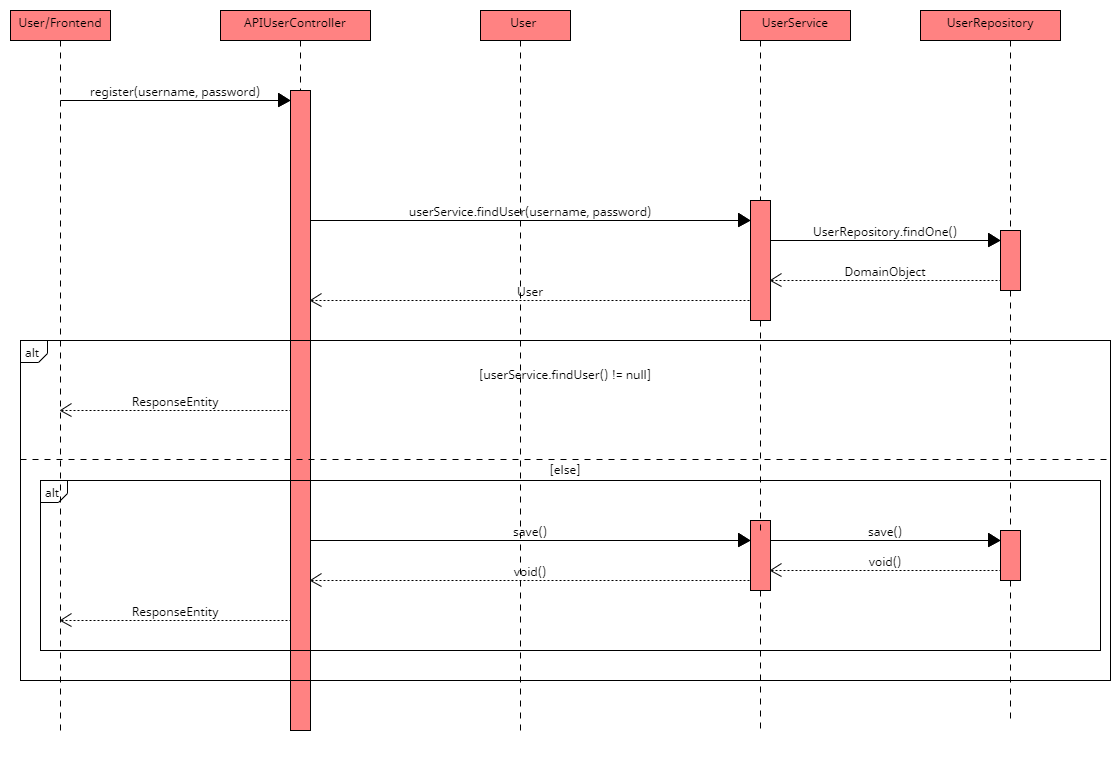 User/Frontend
APIUserController
User
UserService
UserRepository
register(username, password)
userService.findUser(username, password)
UserRepository.findOne()
DomainObject
User
alt
[userService.findUser() != null]
ResponseEntity
[else]
alt
save()
save()
void()
void()
ResponseEntity